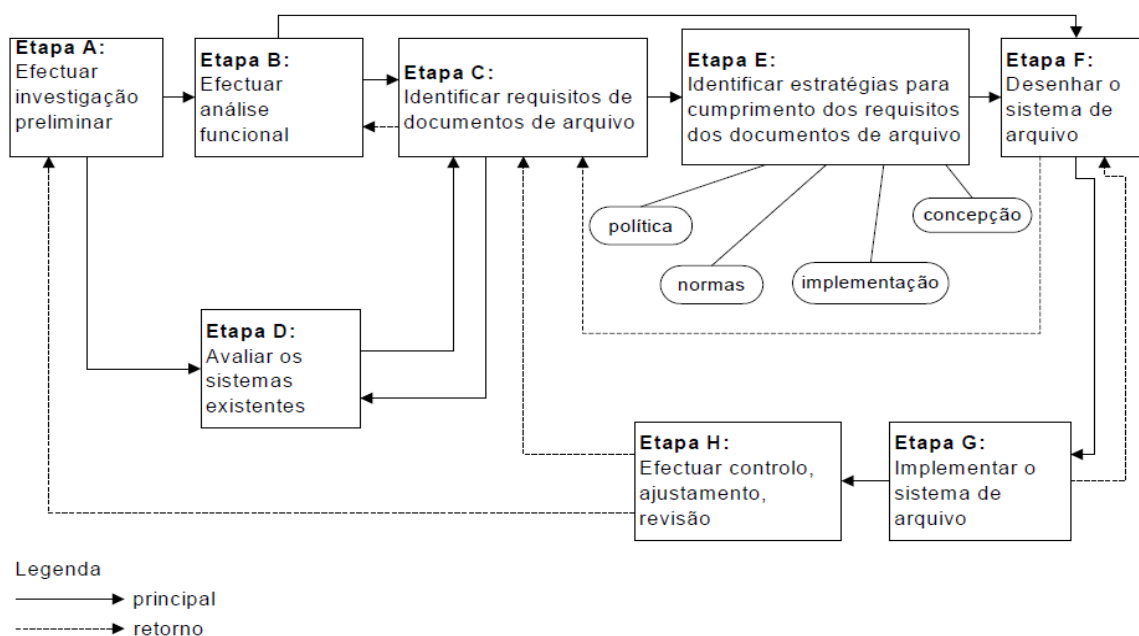 Etapa A:
Efectuar
investigação
preliminar
Etapa B:
Efectuar
análise
funcional
Etapa C:
Identificar requisitos de
documentos de arquivo
Etapa E:
Identificar estratégias para
cumprimento dos requisitos
dos documentos de arquivo
Etapa F:
Desenhar o
sistema de
arquivo
política
normas
implementação
concepção
Etapa D:
Avaliar os
sistemas
existentes
Etapa H:
Efectuar controlo,
ajustamento,
revisão
Etapa G:
Implementar o
sistema de
arquivo
Legenda
principal
retorno